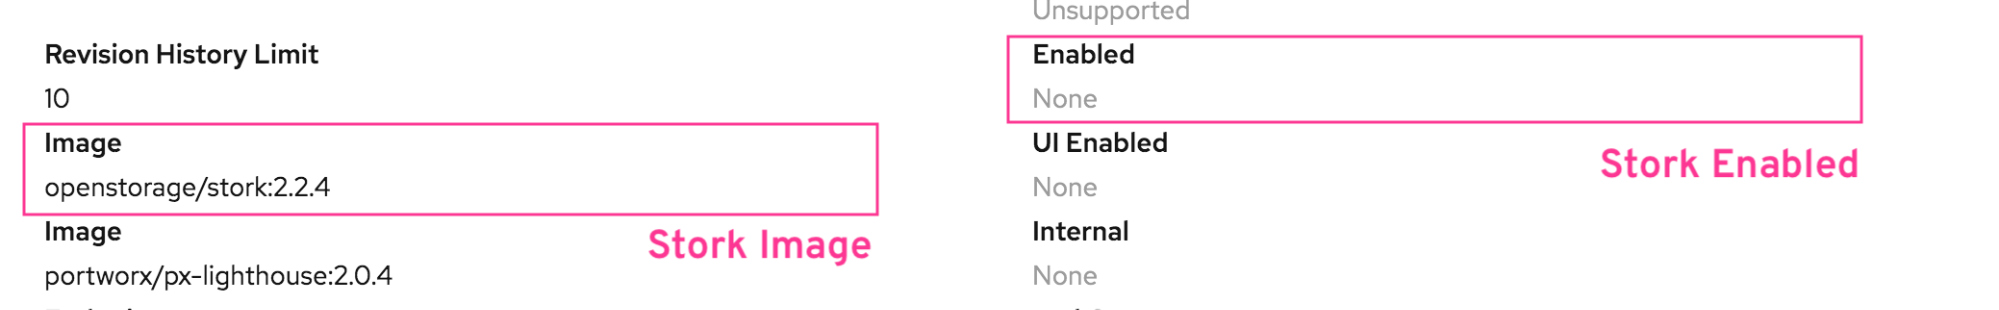 Revision History Limit
10
Image
openstorage/stork:2.2.4
Stork Image
Image
portworx/px-lighthouse:2.0.4
Unsupported
Enabled
None
Stork Enabled
UI Enabled
None
Internal
None